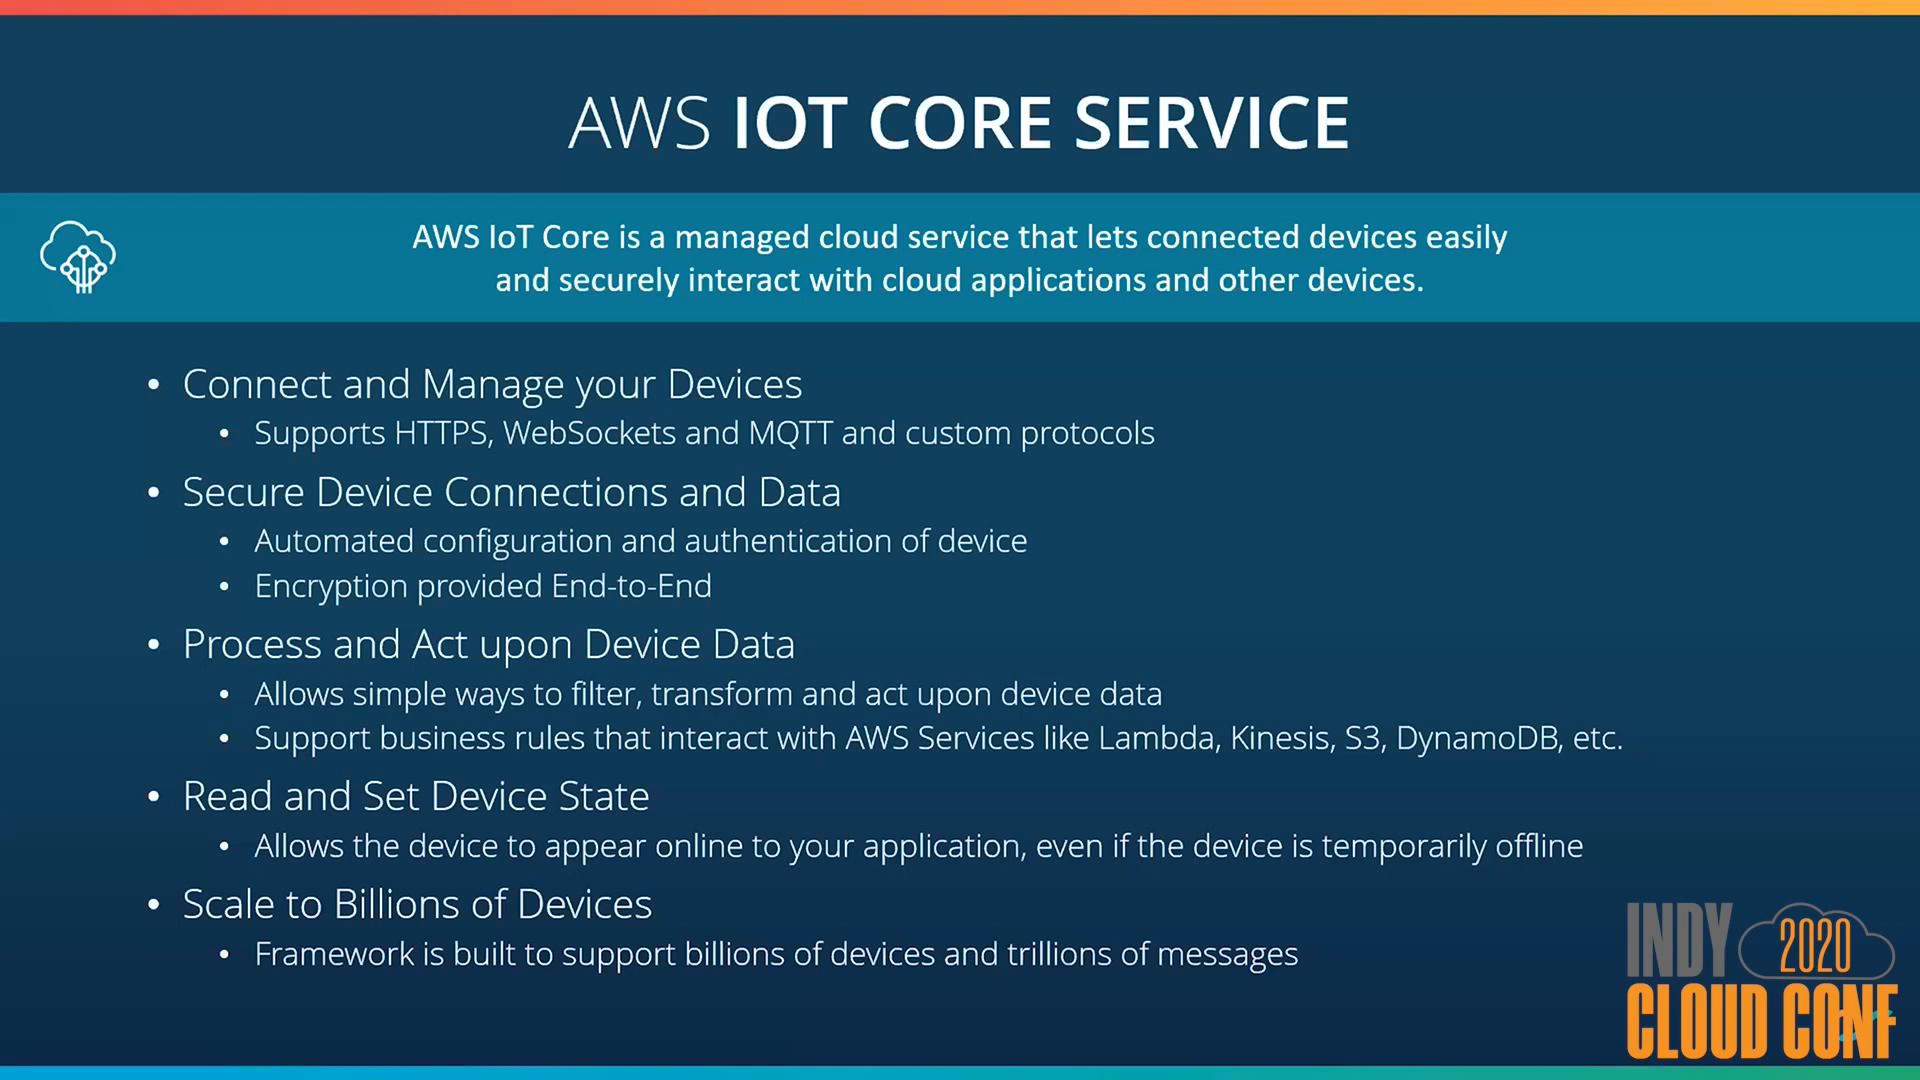 AWS IOT CORE SERVICE
AWS IoT Core is a managed cloud service that lets connected devices easily
and securely interact with cloud applications and other devices.
• Connect and Manage your Devices
• Supports HTTPS, WebSockets and MQTT and custom protocols
• Secure Device Connections and Data
• Automated configuration and authentication of device
• Encryption provided End-to-End
• Process and Act upon Device Data
• Allows simple ways to filter, transform and act upon device data
• Support business rules that interact with AWS Services like Lambda, Kinesis, S3, DynamoDB, etc.
• Read and Set Device State
• Allows the device to appear online to your application, even if the device is temporarily offline
• Scale to Billions of Devices
• Framework is built to support billions of devices and trillions of messages
INDY 2020
CLOUD CONF